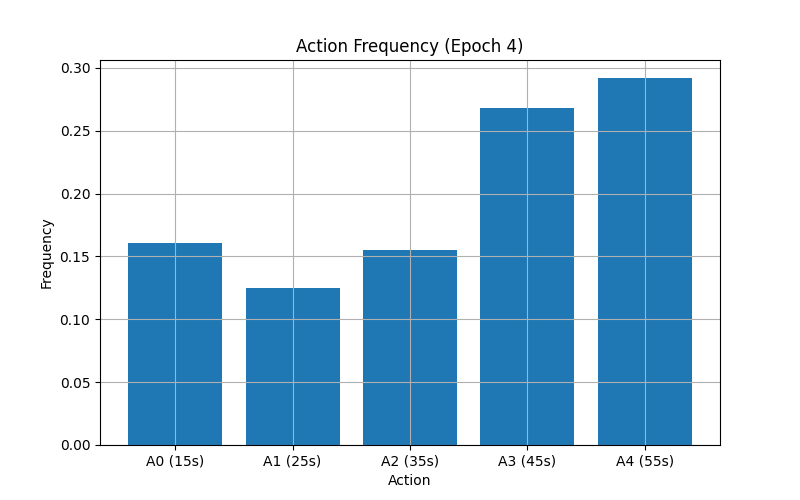 Action Frequency (Epoch 4)
Frequency
0.30
0.25
0.20
0.15
0.10
0.05
0.00
A0 (15s) A1 (25s) A2 (35s) A3 (45s) A4 (55s)
Action